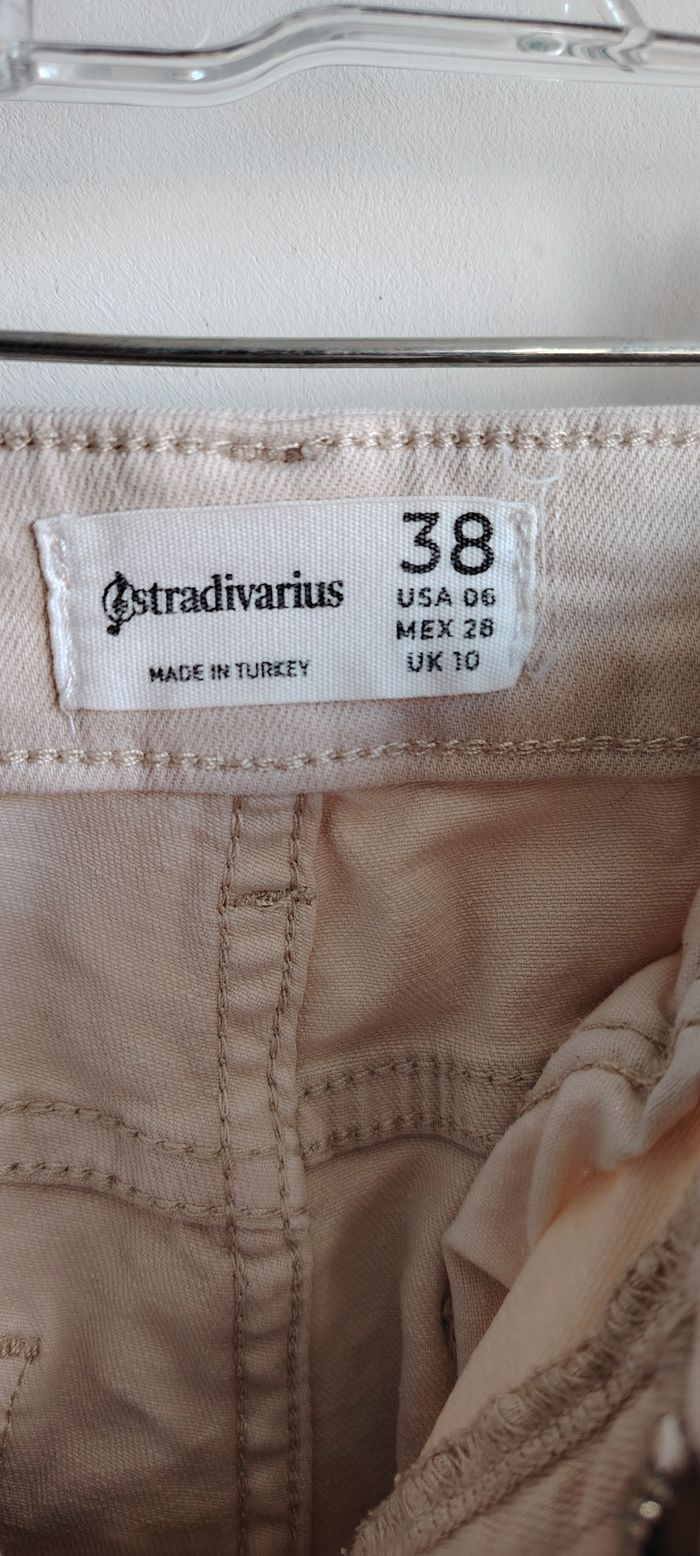 stradivarius
MADE IN TURKEY
38
USA 06
MEX 28
UK 10